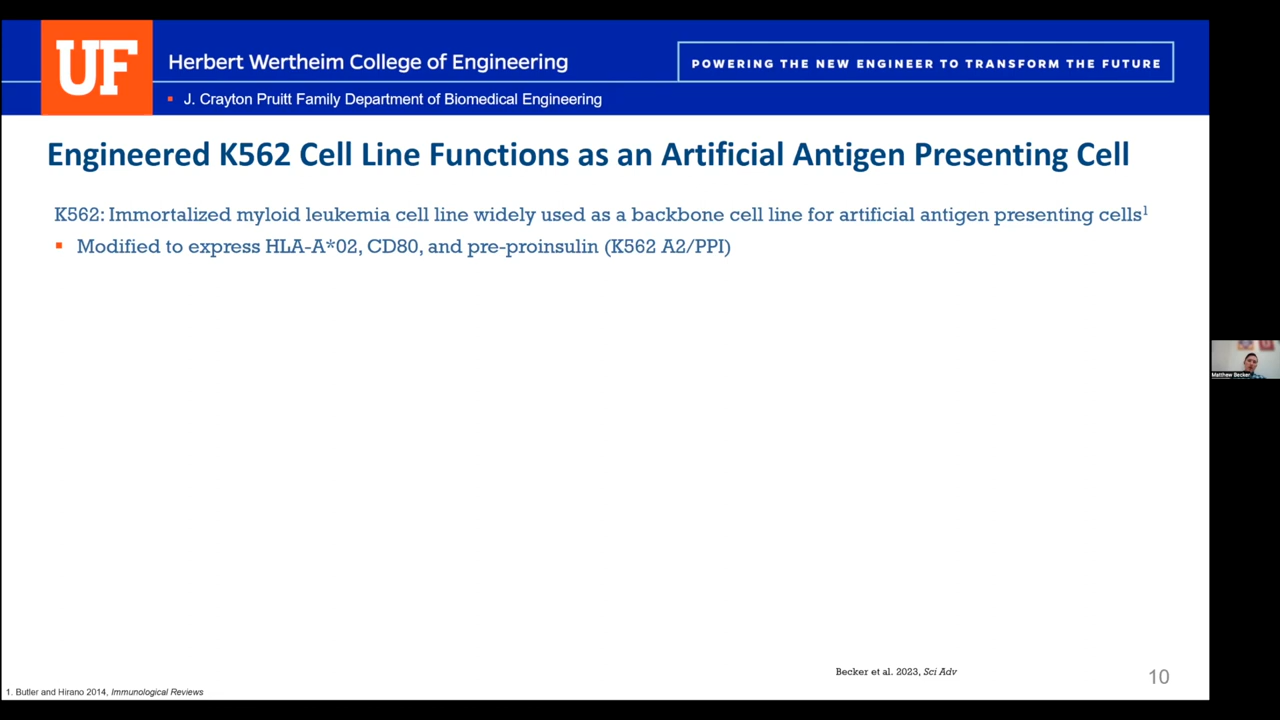 UF
Herbert Wertheim College of Engineering
POWERING THE NEW ENGINEER TO TRANSFORM THE FUTURE
▪ J. Crayton Pruitt Family Department of Biomedical Engineering
Engineered K562 Cell Line Functions as an Artificial Antigen Presenting Cell
K562: Immortalized myloid leukemia cell line widely used as a backbone cell line for artificial antigen presenting cells¹
▪ Modified to express HLA-A*02, CD80, and pre-proinsulin (K562 A2/PPI)
Matthew Becker
Becker et al. 2023, Sci Adv
10
1. Butler and Hirano 2014, Immunological Reviews